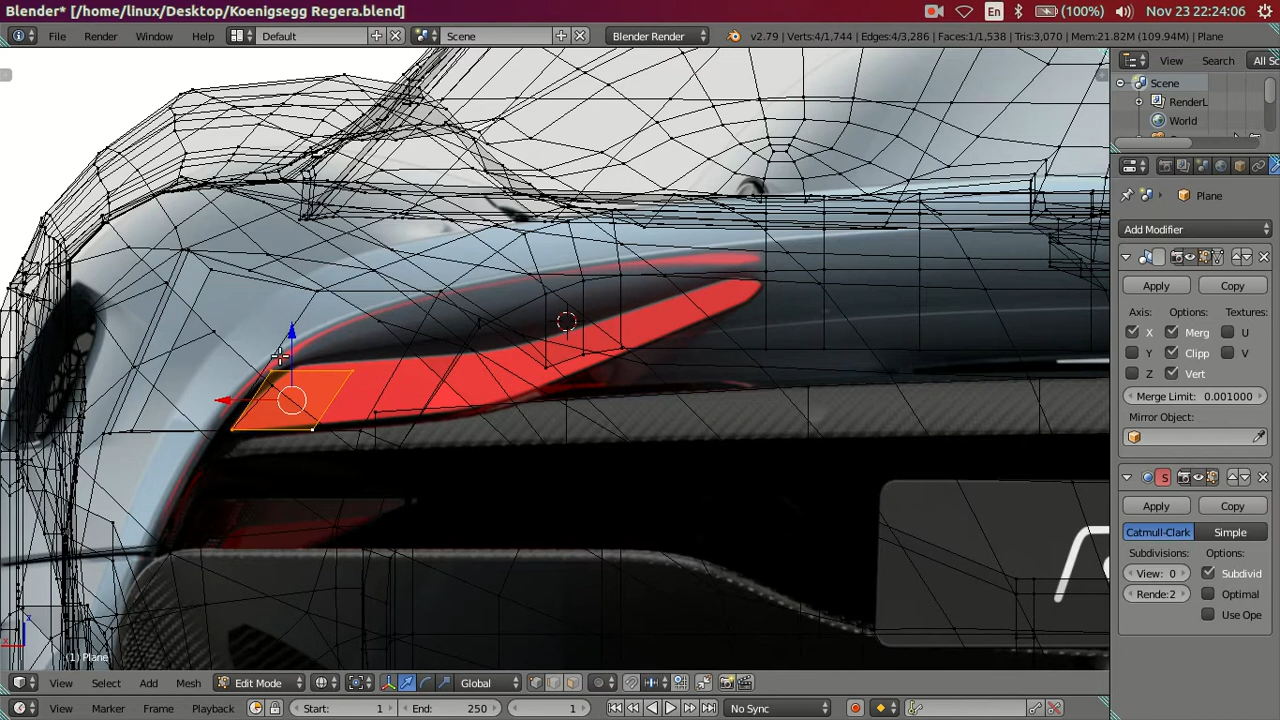 Blender* [/home/linux/Desktop/Koenigsegg Regera.blend]
En (100%) Nov 23 22:24:06
File Render Window Help Default Scene Blender Render v2.79 | Verts:4/1,744 | Edges:4/3,286 | Faces:1/1,538 | Tris:3,070 | Mem:21.82M (109.94M) | Plane
View Search All Sc
Scene
RenderL
World
Plane
Add Modifier
Apply Copy
Axis: Options: Textures:
X Merg U
Y Clipp V
Z Vert
Merge Limit: 0.001000
Mirror Object:
S
Apply Copy
Catmull-Clark Simple
Subdivisions: Options:
View: 0 Subdivid
Rende:2 Optimal
Use Ope
z
x
(1) Plane
View Select Add Mesh Edit Mode Global
View Marker Frame Playback Start: 1 End: 250 1 No Sync